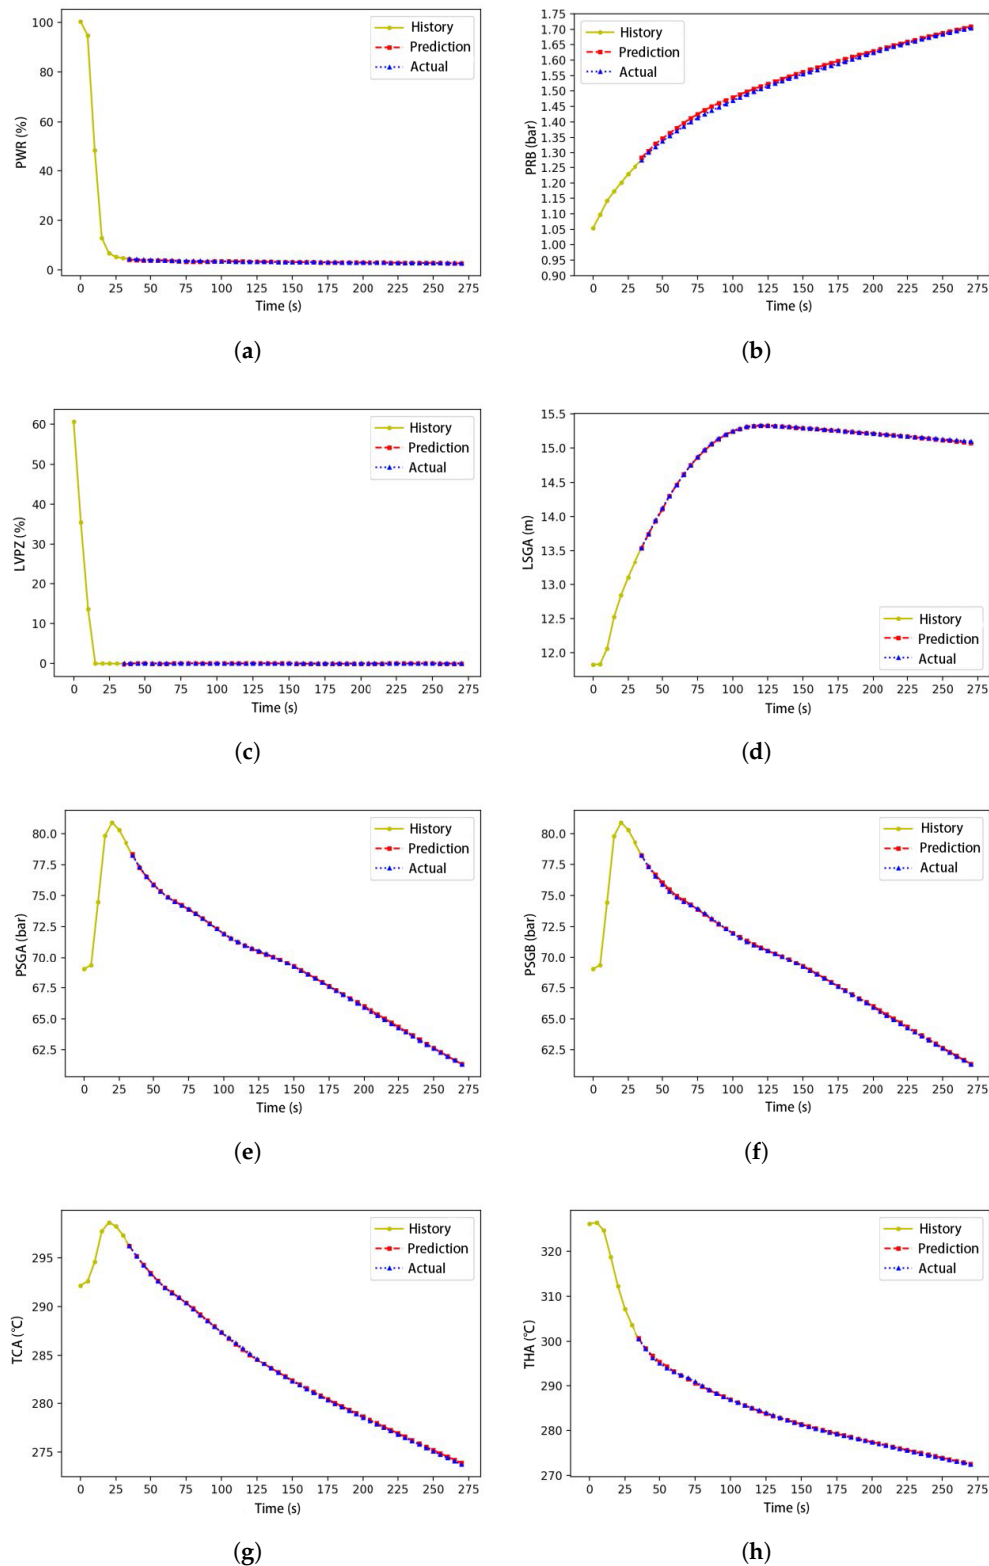 100
80
60
40
20
0
PWR (%)
History
Prediction
Actual
0 25 50 75 100 125 150 175 200 225 250 275
Time (s)
(a)
1.75
1.70
1.65
1.60
1.55
1.50
1.45
1.40
1.35
1.30
1.25
1.20
1.15
1.10
1.05
1.00
0.95
0.90
PRB (bar)
History
Prediction
Actual
0 25 50 75 100 125 150 175 200 225 250 275
Time (s)
(b)
60
50
40
30
20
10
0
LVPZ (%)
History
Prediction
Actual
0 25 50 75 100 125 150 175 200 225 250 275
Time (s)
(c)
15.5
15.0
14.5
14.0
13.5
13.0
12.5
12.0
LSGA (m)
History
Prediction
Actual
0 25 50 75 100 125 150 175 200 225 250 275
Time (s)
(d)
80.0
77.5
75.0
72.5
70.0
67.5
65.0
62.5
PSGA (bar)
History
Prediction
Actual
0 25 50 75 100 125 150 175 200 225 250 275
Time (s)
(e)
80.0
77.5
75.0
72.5
70.0
67.5
65.0
62.5
PSGB (bar)
History
Prediction
Actual
0 25 50 75 100 125 150 175 200 225 250 275
Time (s)
(f)
295
290
285
280
275
TCA (℃)
History
Prediction
Actual
0 25 50 75 100 125 150 175 200 225 250 275
Time (s)
(g)
320
310
300
290
280
270
THA (℃)
History
Prediction
Actual
0 25 50 75 100 125 150 175 200 225 250 275
Time (s)
(h)